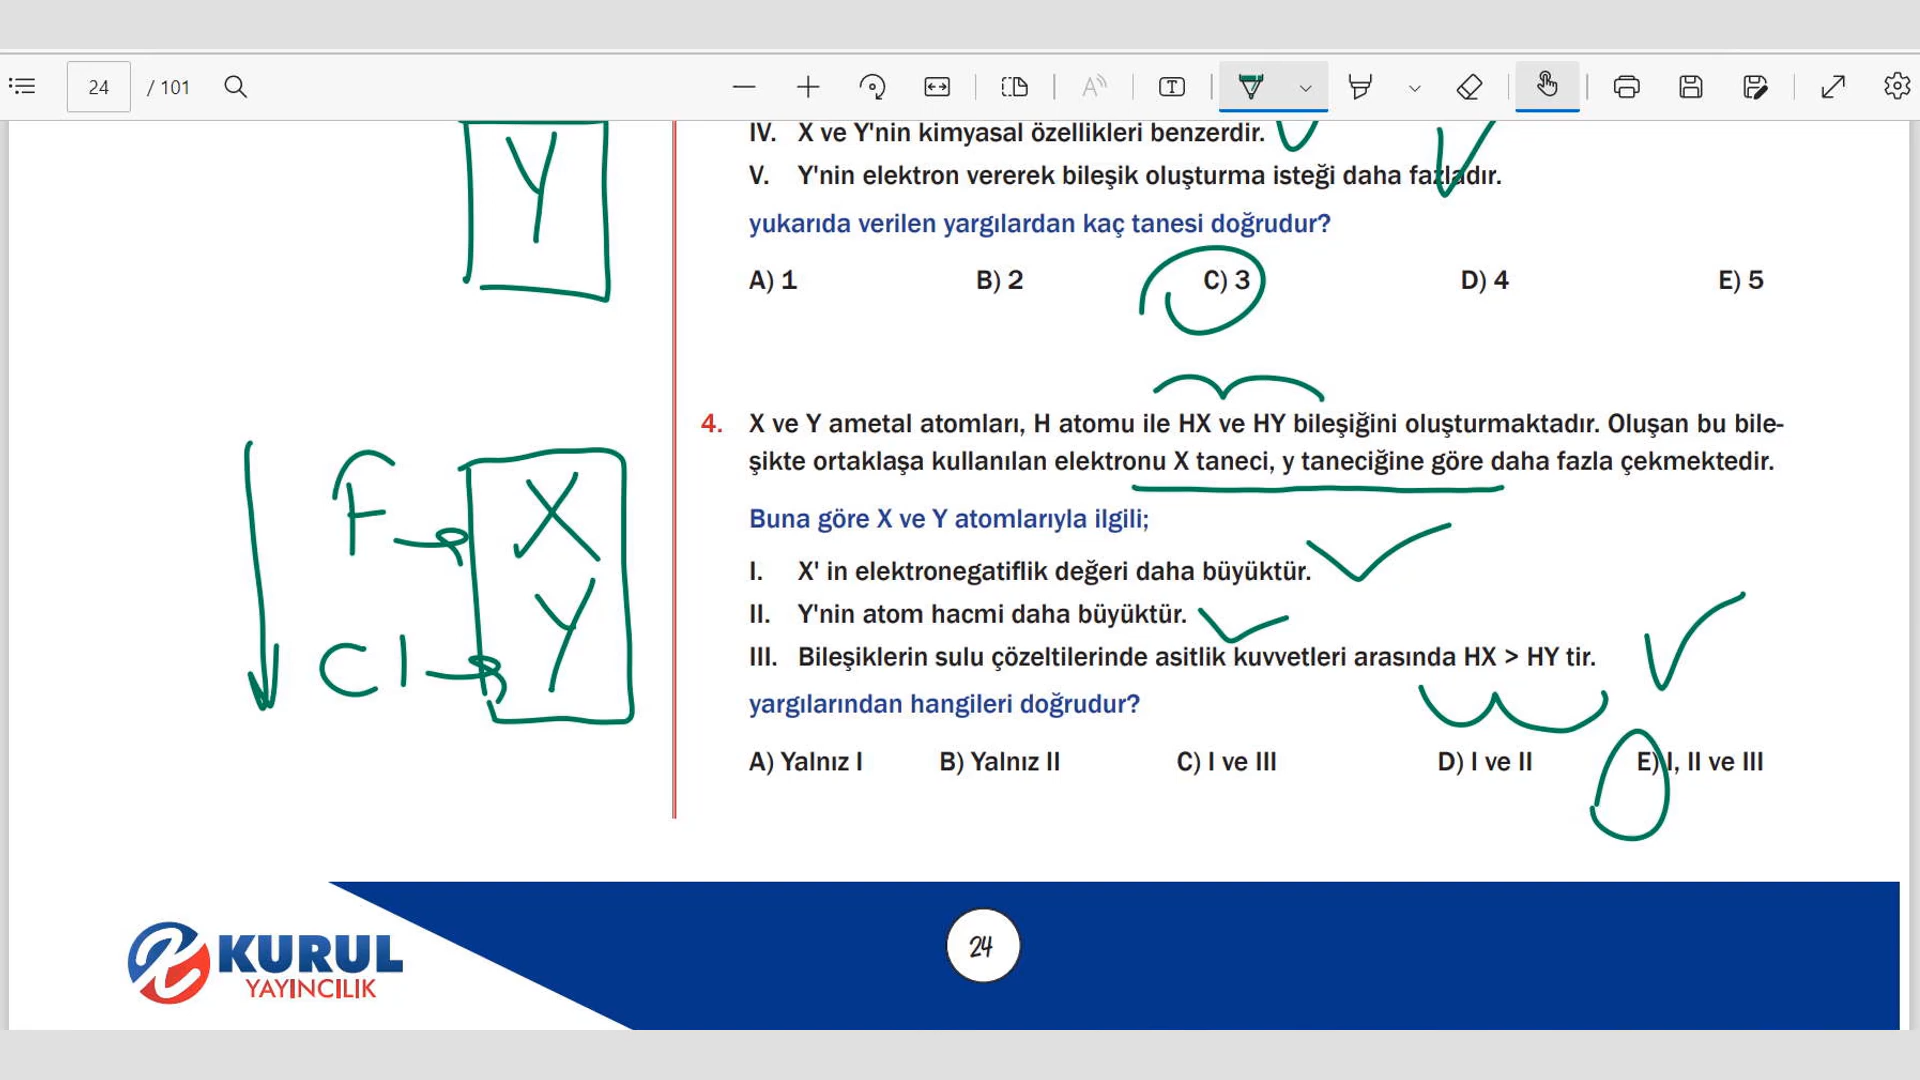 24 / 101
Y
IV. X ve Y'nin kimyasal özellikleri benzerdir.
V. Y'nin elektron vererek bileşik oluşturma isteği daha fazladır.
yukarıda verilen yargılardan kaç tanesi doğrudur?
A) 1 B) 2 C) 3 D) 4 E) 5
4. X ve Y ametal atomları, H atomu ile HX ve HY bileşiğini oluşturmaktadır. Oluşan bu bile-
şikte ortaklaşa kullanılan elektronu X taneci, y taneciğine göre daha fazla çekmektedir.
Buna göre X ve Y atomlarıyla ilgili;
I. X' in elektronegatiflik değeri daha büyüktür.
II. Y'nin atom hacmi daha büyüktür.
III. Bileşiklerin sulu çözeltilerinde asitlik kuvvetleri arasında HX > HY tir.
yargılarından hangileri doğrudur?
A) Yalnız I B) Yalnız II C) I ve III D) I ve II E) I, II ve III
F X
Cl Y
KURUL
YAYINCILIK
24